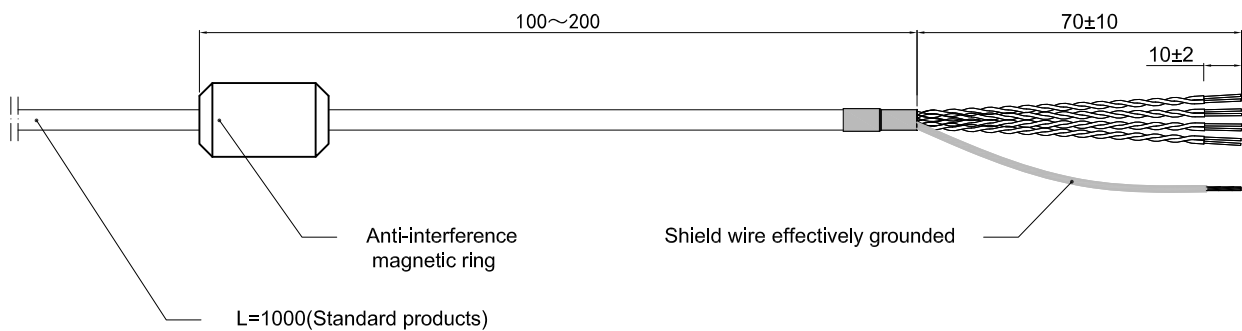 100～200
70±10
10±2
Anti-interference
magnetic ring
Shield wire effectively grounded
L=1000(Standard products)